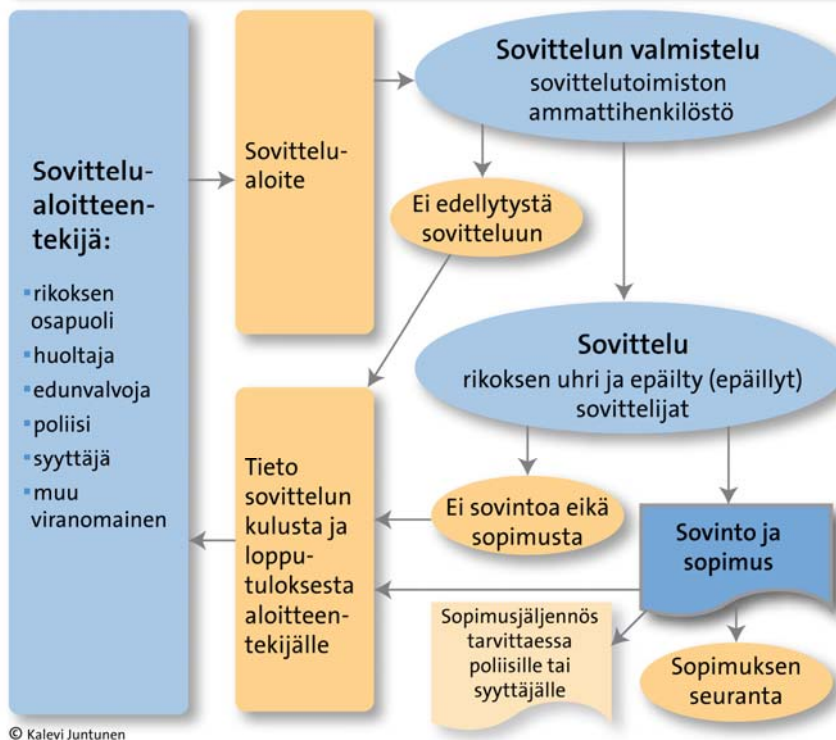 Sovittelu-
aloitteen-
tekijä:
▪ rikoksen
osapuoli
▪ huoltaja
▪ edunvalvoja
▪ poliisi
▪ syyttäjä
▪ muu
viranomainen
Sovittelu-
aloite
Sovittelun valmistelu
sovittelutoimiston
ammattihenkilöstö
Ei edellytystä
sovitteluun
Sovittelu
rikoksen uhri ja epäilty (epäillyt)
sovittelijat
Ei sovintoa eikä
sopimusta
Sovinto ja
sopimus
Tieto
sovittelun
kulusta ja
loppu-
tuloksesta
aloitteen-
tekijälle
Sopimusjäljennös
tarvittaessa
poliisille tai
syyttäjälle
Sopimuksen
seuranta
© Kalevi Juntunen